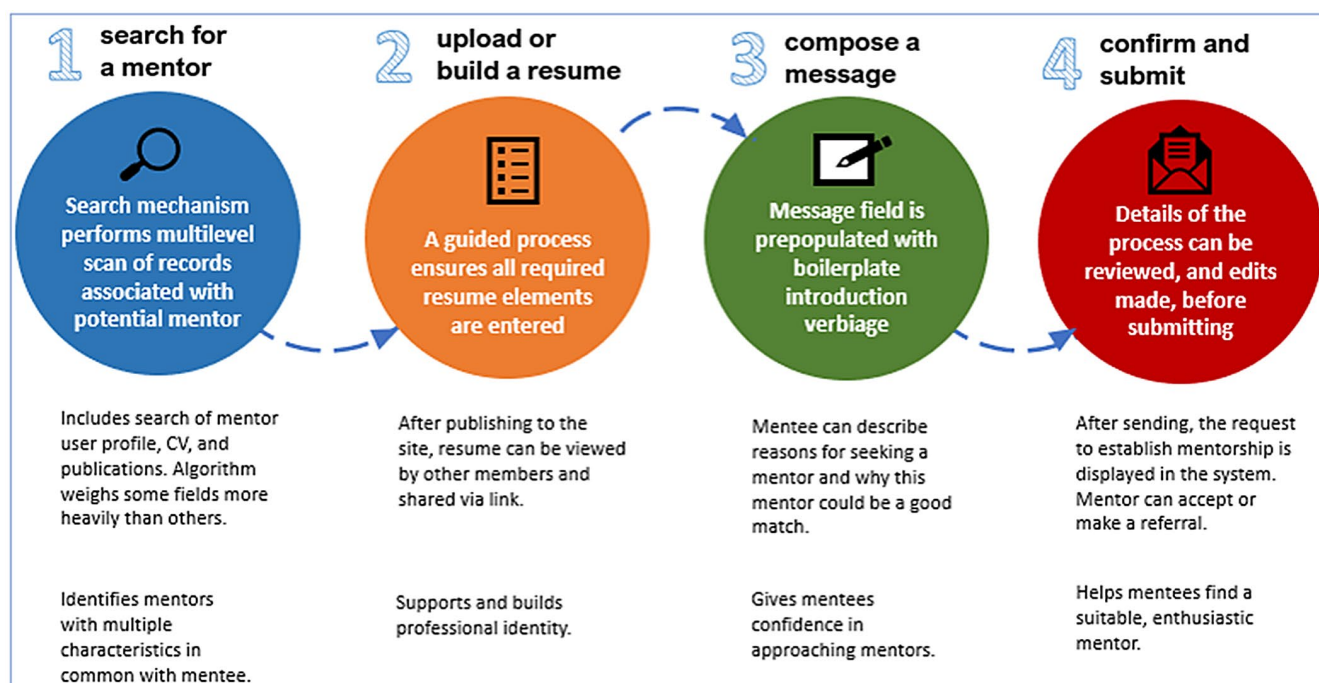 1 search for
a mentor
Search mechanism
performs multilevel
scan of records
associated with
potential mentor
Includes search of mentor
user profile, CV, and
publications. Algorithm
weighs some fields more
heavily than others.
Identifies mentors
with multiple
characteristics in
common with mentee.
2 upload or
build a resume
A guided process
ensures all required
resume elements
are entered
After publishing to the
site, resume can be viewed
by other members and
shared via link.
Supports and builds
professional identity.
3 compose a
message
Message field is
prepopulated with
boilerplate
introduction
verbiage
Mentee can describe
reasons for seeking a
mentor and why this
mentor could be a good
match.
Gives mentees
confidence in
approaching mentors.
4 confirm and
submit
Details of the
process can be
reviewed, and edits
made, before
submitting
After sending, the request
to establish mentorship is
displayed in the system.
Mentor can accept or
make a referral.
Helps mentees find a
suitable, enthusiastic
mentor.